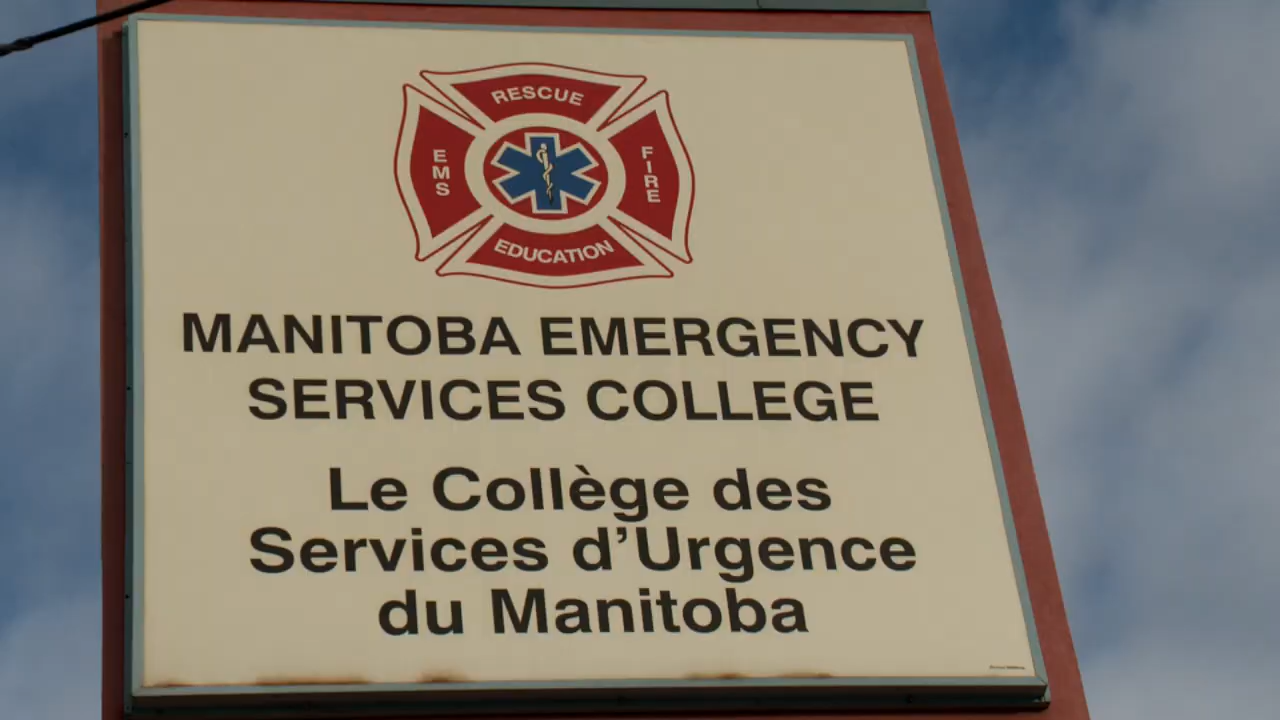 RESCUE
EMS
FIRE
EDUCATION
MANITOBA EMERGENCY
SERVICES COLLEGE
Le Collège des
Services d'Urgence
du Manitoba